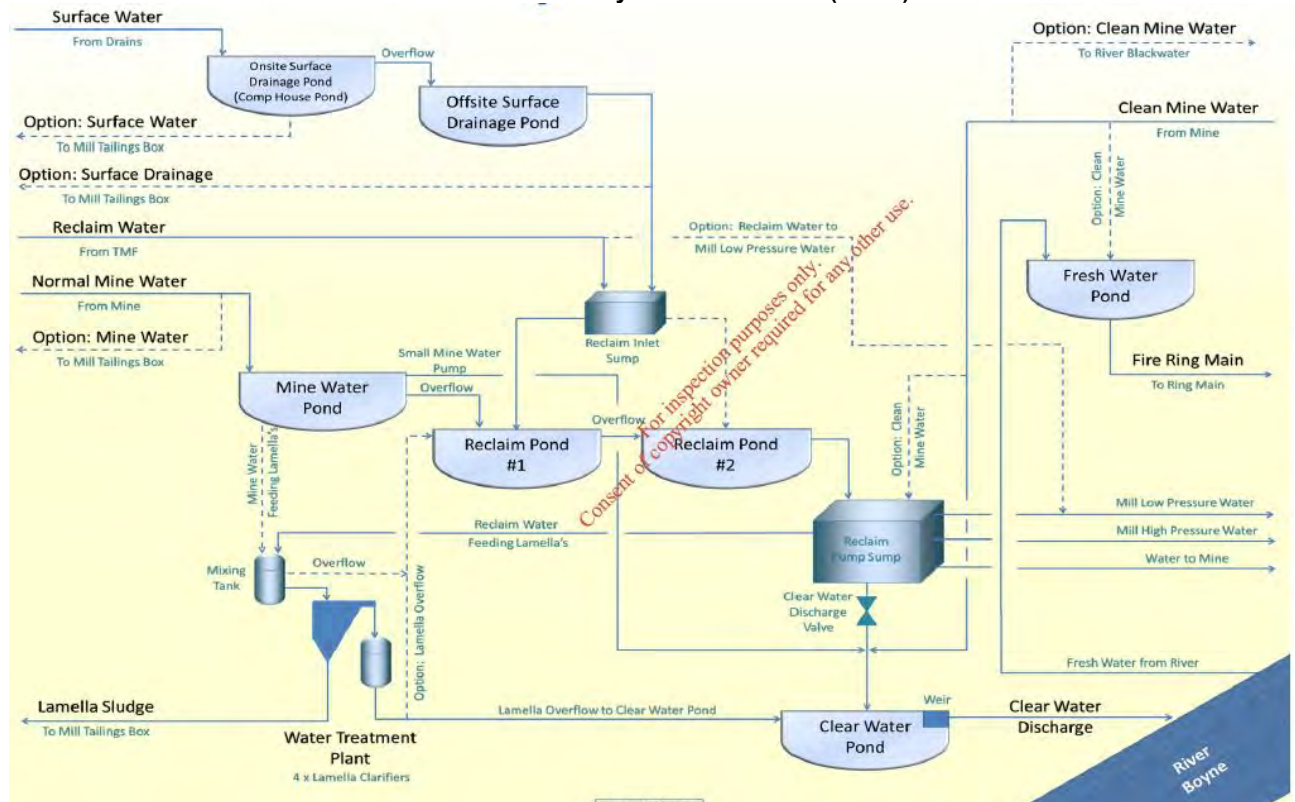 Surface Water
From Drains
Onsite Surface
Drainage Pond
(Comp House Pond)
Overflow
Offsite Surface
Drainage Pond
Option: Surface Water
To Mill Tailings Box
Option: Surface Drainage
To Mill Tailings Box
Reclaim Water
From TMF
Normal Mine Water
From Mine
Option: Mine Water
To Mill Tailings Box
Option: Clean Mine Water
To River Blackwater
Clean Mine Water
From Mine
Option: Clean
Mine Water
Option: Reclaim Water to
Mill Low Pressure Water
Fresh Water
Pond
Fire Ring Main
To Ring Main
Reclaim Inlet
Sump
Small Mine Water
Pump
Overflow
Mine Water
Pond
Mine Water
Feeding Lamella's
Reclaim Pond
#1
Overflow
Reclaim Pond
#2
Option: Clean
Mine Water
For inspection purposes only.
Consent of copyright owner required for any other use.
Reclaim Water
Feeding Lamella's
Reclaim
Pump Sump
Mill Low Pressure Water
Mill High Pressure Water
Water to Mine
Mixing
Tank
Overflow
Option: Lamella Overflow
Clear Water
Discharge
Valve
Fresh Water from River
Lamella Sludge
To Mill Tailings Box
Water Treatment
Plant
4 x Lamella Clarifiers
Lamella Overflow to Clear Water Pond
Clear Water
Pond
Weir
Clear Water
Discharge
River
Boyne